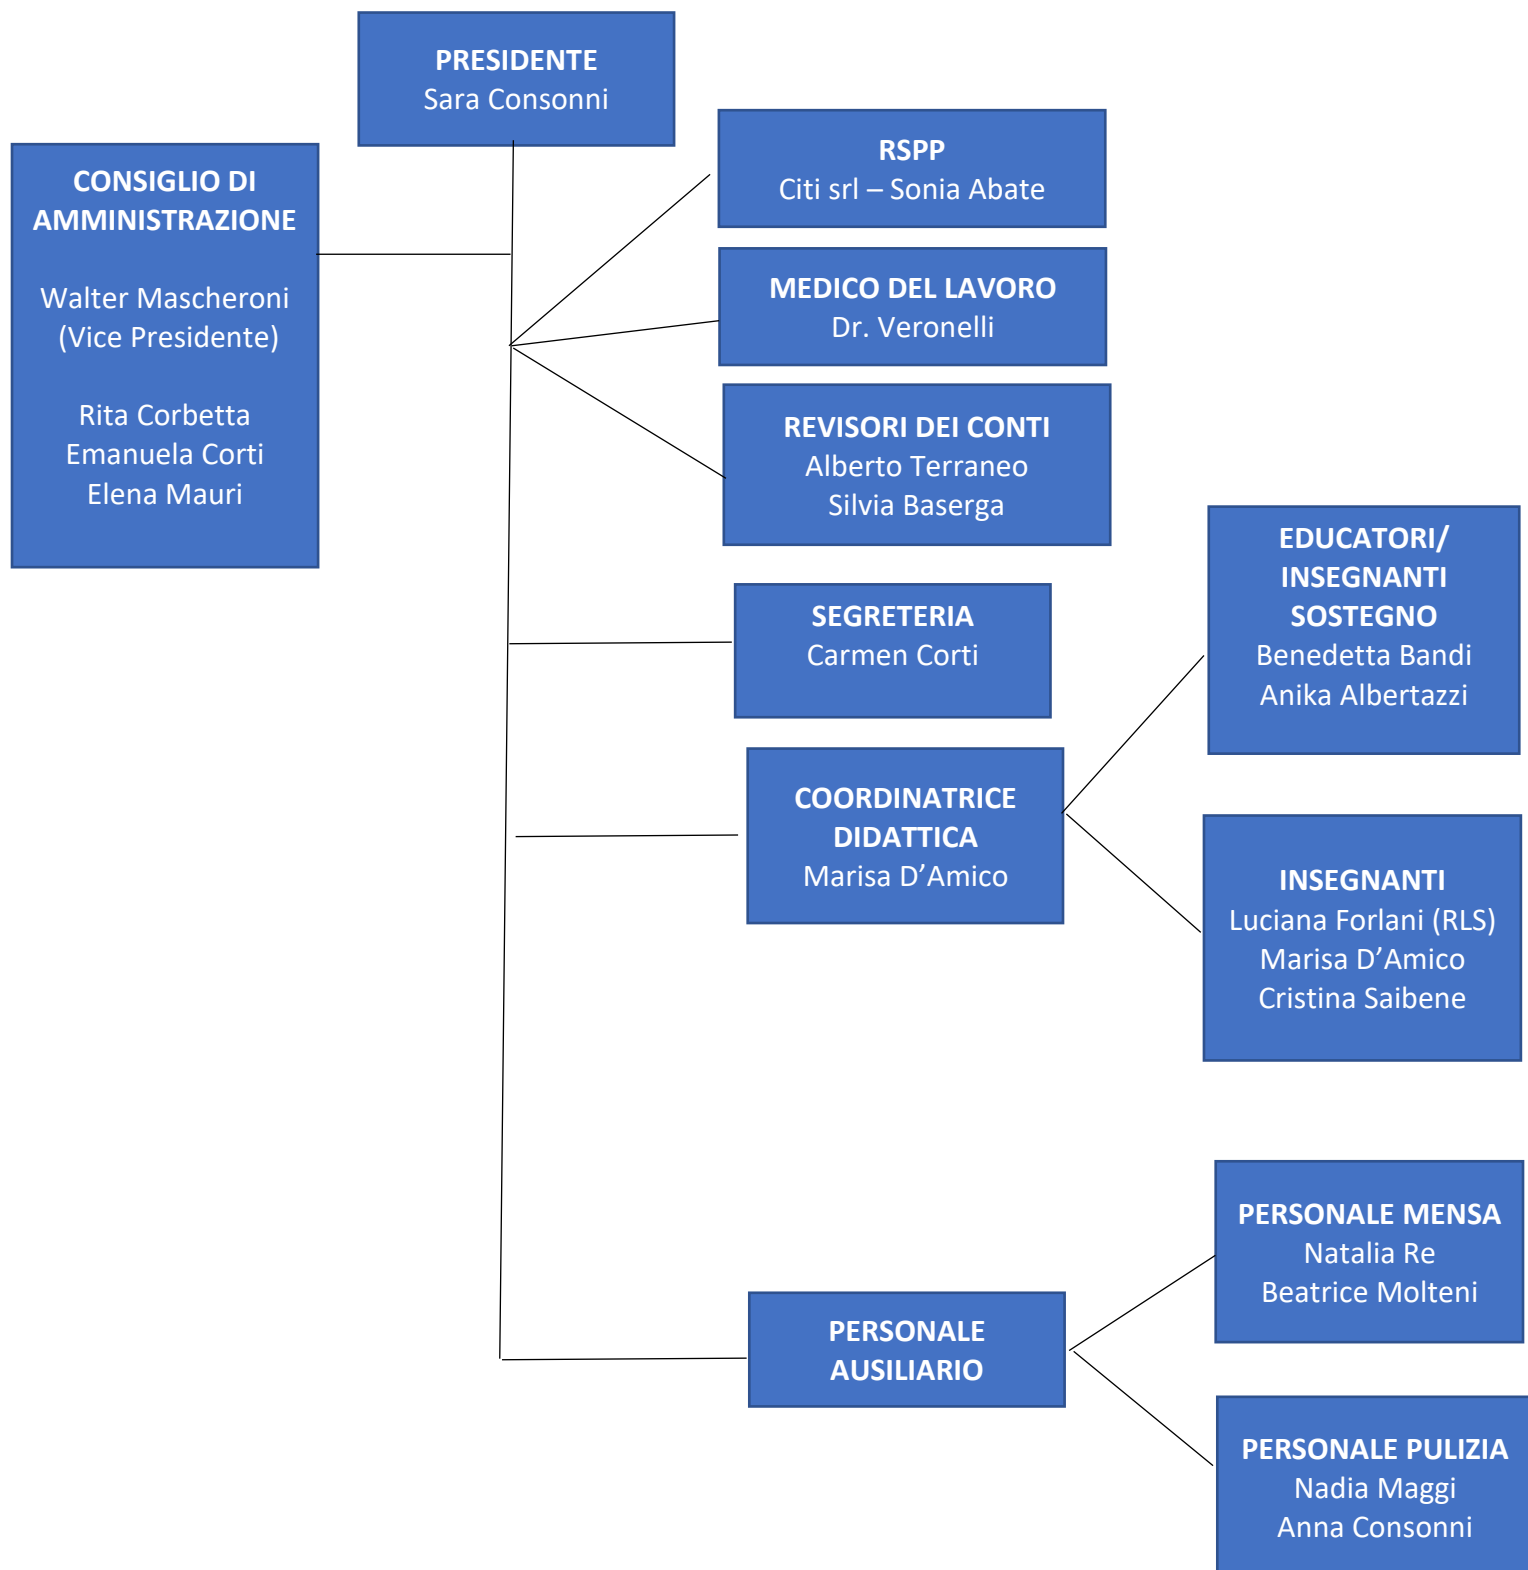 PRESIDENTE
Sara Consonni
CONSIGLIO DI
AMMINISTRAZIONE
Walter Mascheroni
(Vice Presidente)
Rita Corbetta
Emanuela Corti
Elena Mauri
RSPP
Citi srl – Sonia Abate
MEDICO DEL LAVORO
Dr. Veronelli
REVISORI DEI CONTI
Alberto Terraneo
Silvia Baserga
SEGRETERIA
Carmen Corti
COORDINATRICE
DIDATTICA
Marisa D’Amico
EDUCATORI/
INSEGNANTI
SOSTEGNO
Benedetta Bandi
Anika Albertazzi
INSEGNANTI
Luciana Forlani (RLS)
Marisa D’Amico
Cristina Saibene
PERSONALE
AUSILIARIO
PERSONALE MENSA
Natalia Re
Beatrice Molteni
PERSONALE PULIZIA
Nadia Maggi
Anna Consonni